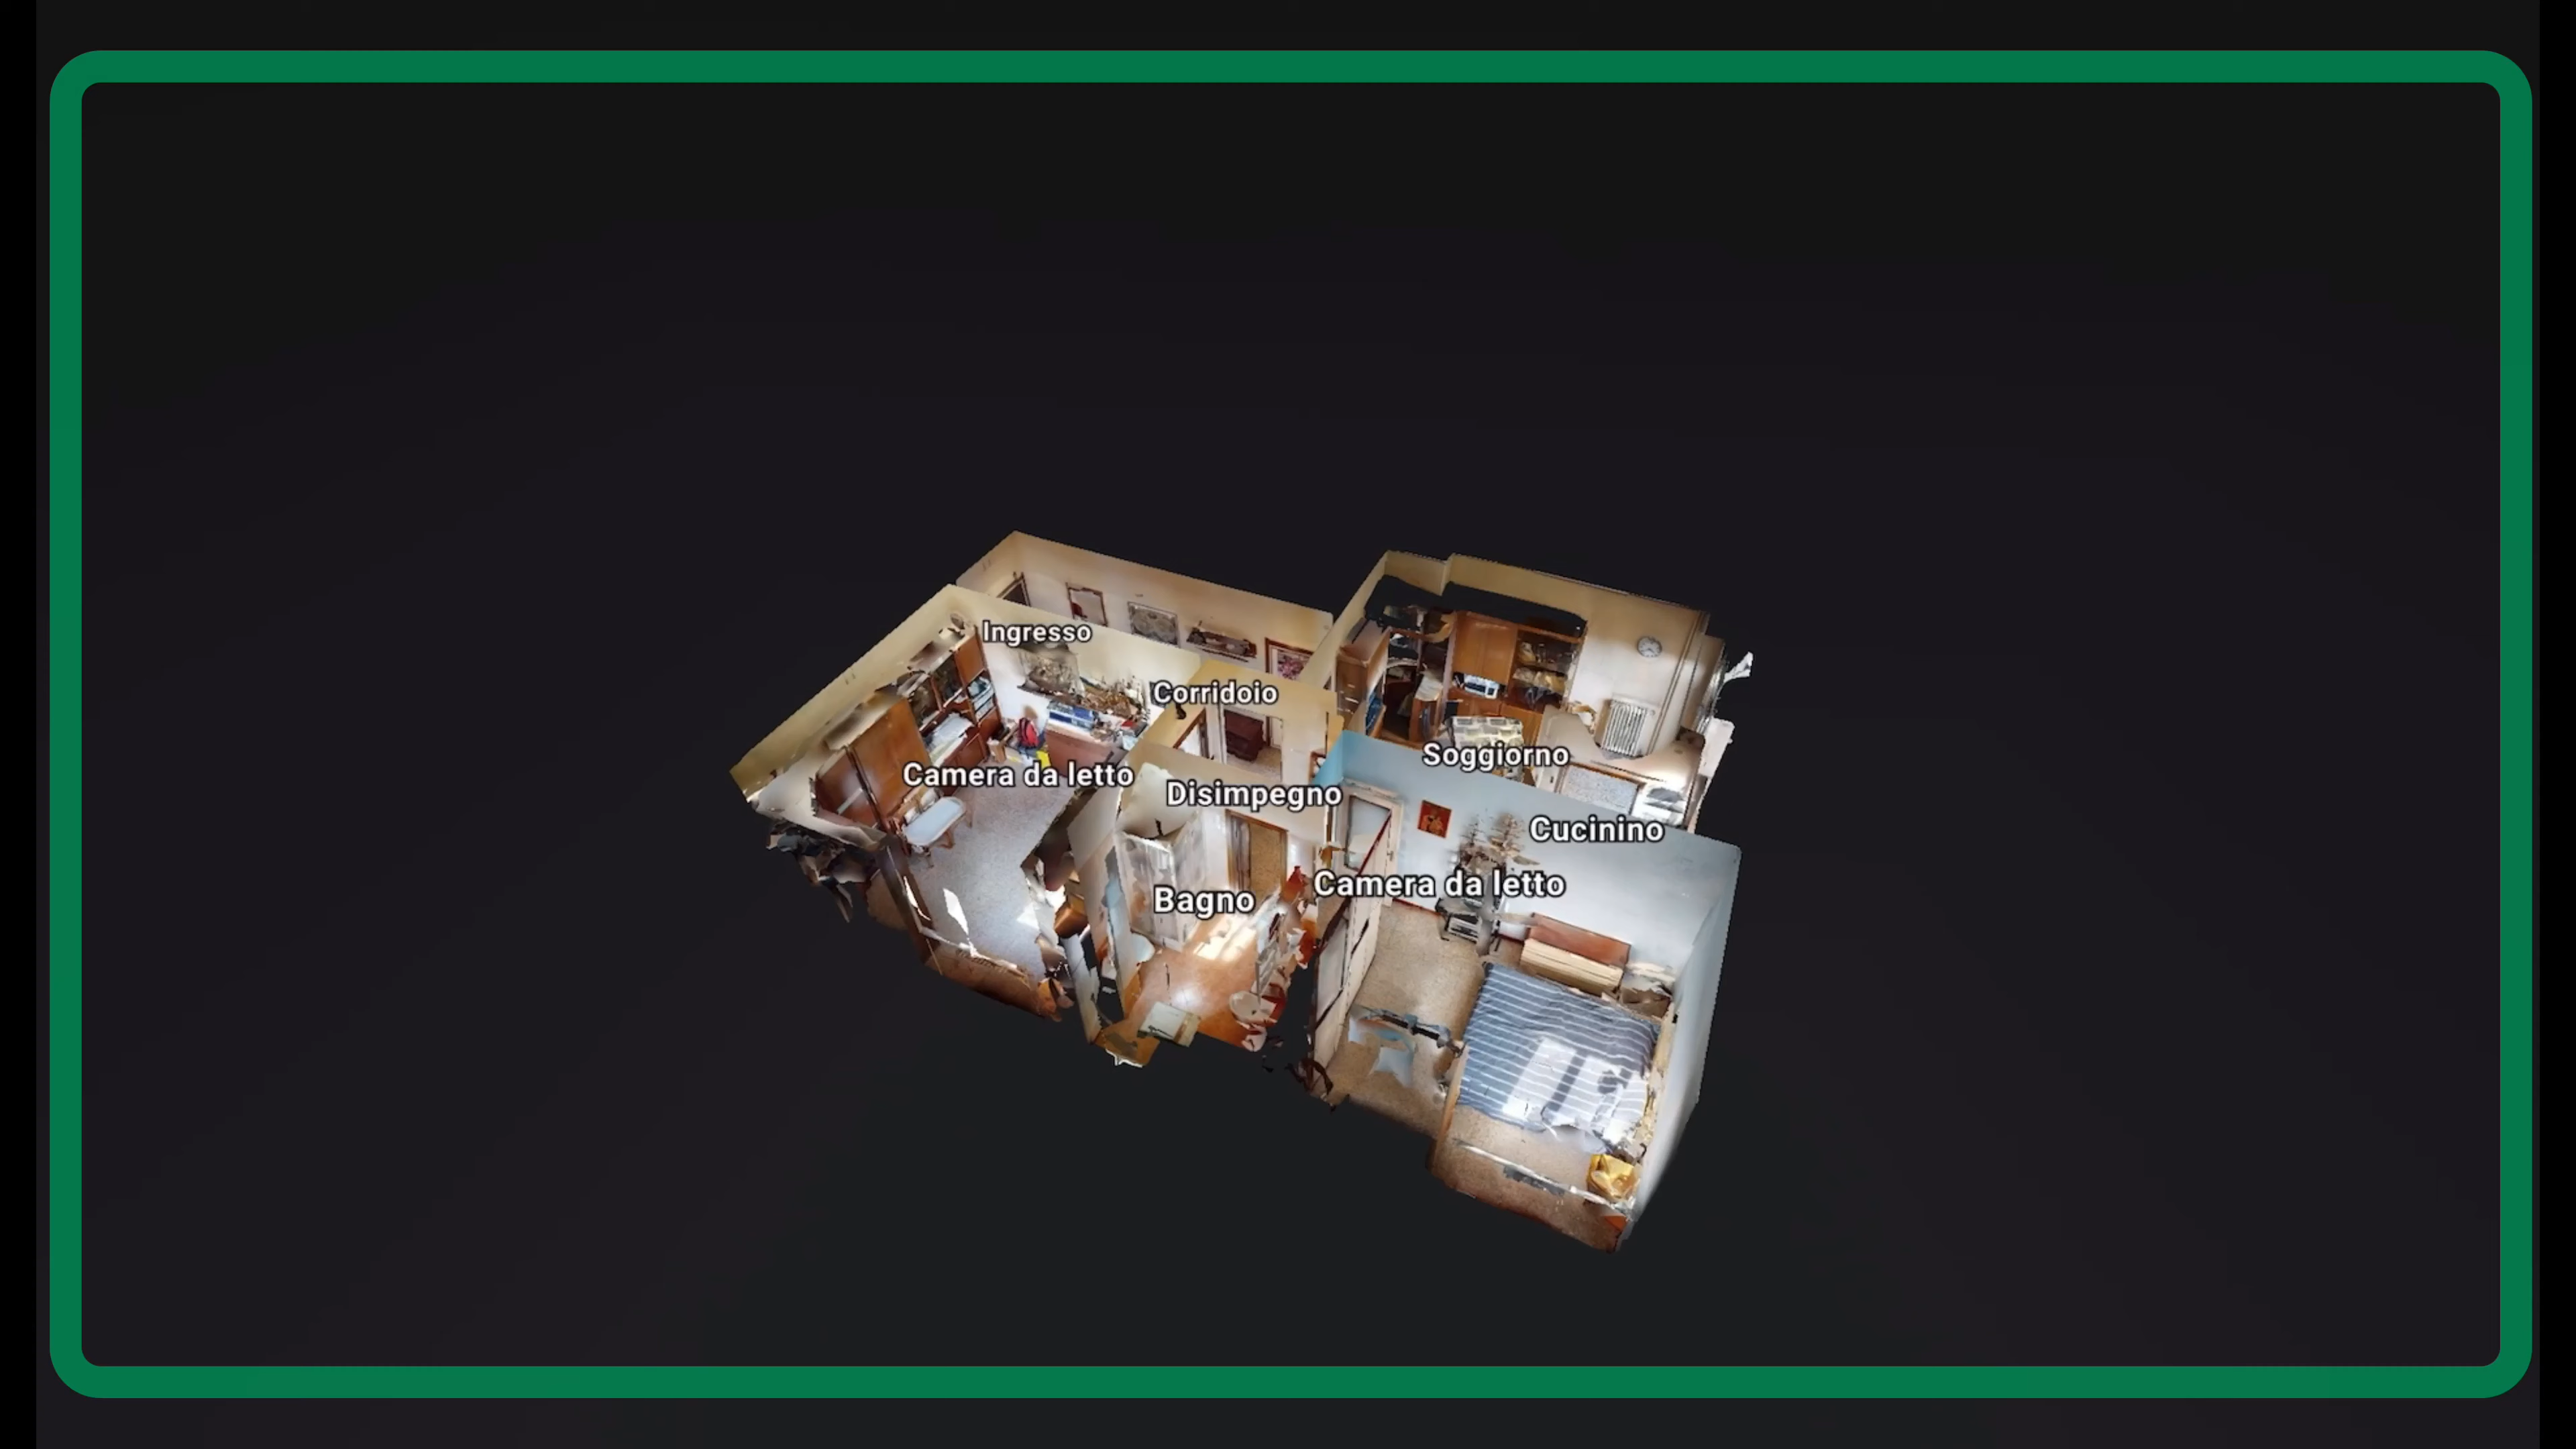 Ingresso
Corridoio
Soggiorno
Camera da letto
Disimpegno
Cucinino
Camera da letto
Bagno